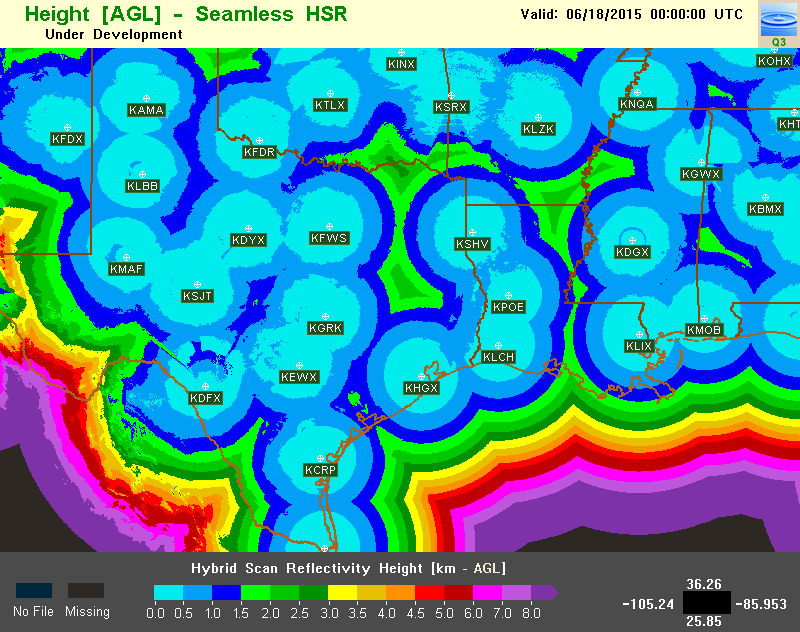 Height [AGL] - Seamless HSR
Under Development
Valid: 06/18/2015 00:00:00 UTC
Q3
KINX
KOHX
KAMA
KTLX
KSRX
KNQA
KLZK
KHT
KFDX
KFDR
KGWX
KLBB
KBMX
KDYX
KFWS
KSHV
KDGX
KMAF
KSJT
KPOE
KGRK
KMOB
KLIX
KLCH
KEWX
KHGX
KDFX
KCRP
Hybrid Scan Reflectivity Height [km - AGL]
No File
Missing
0.0 0.5 1.0 1.5 2.0 2.5 3.0 3.5 4.0 5.0 6.0 7.0 8.0
36.26
-105.24
-85.953
25.85